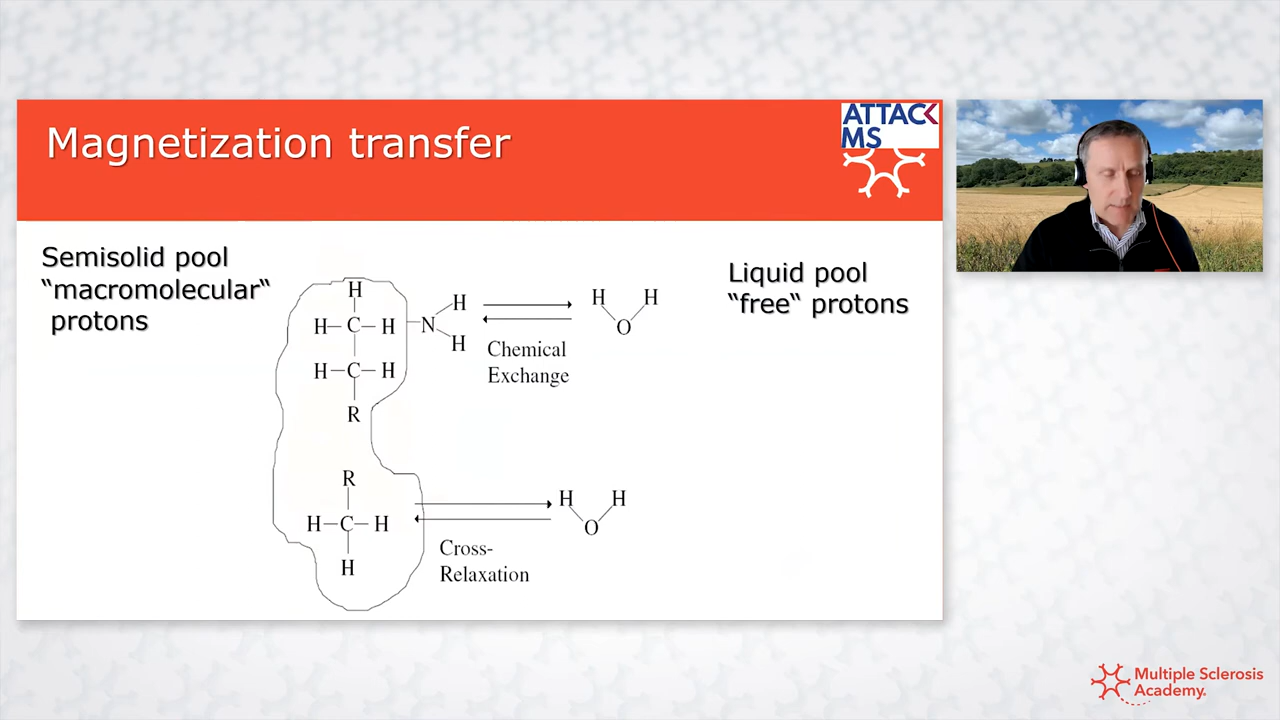 Magnetization transfer
ATTACK
MS
Semisolid pool
“macromolecular“
protons
Liquid pool
“free“ protons
H
H–C–H
H–C–H
R
N
H
H
Chemical
Exchange
H H
O
R
H–C–H
H
Cross-
Relaxation
H H
O
Multiple Sclerosis
Academy.